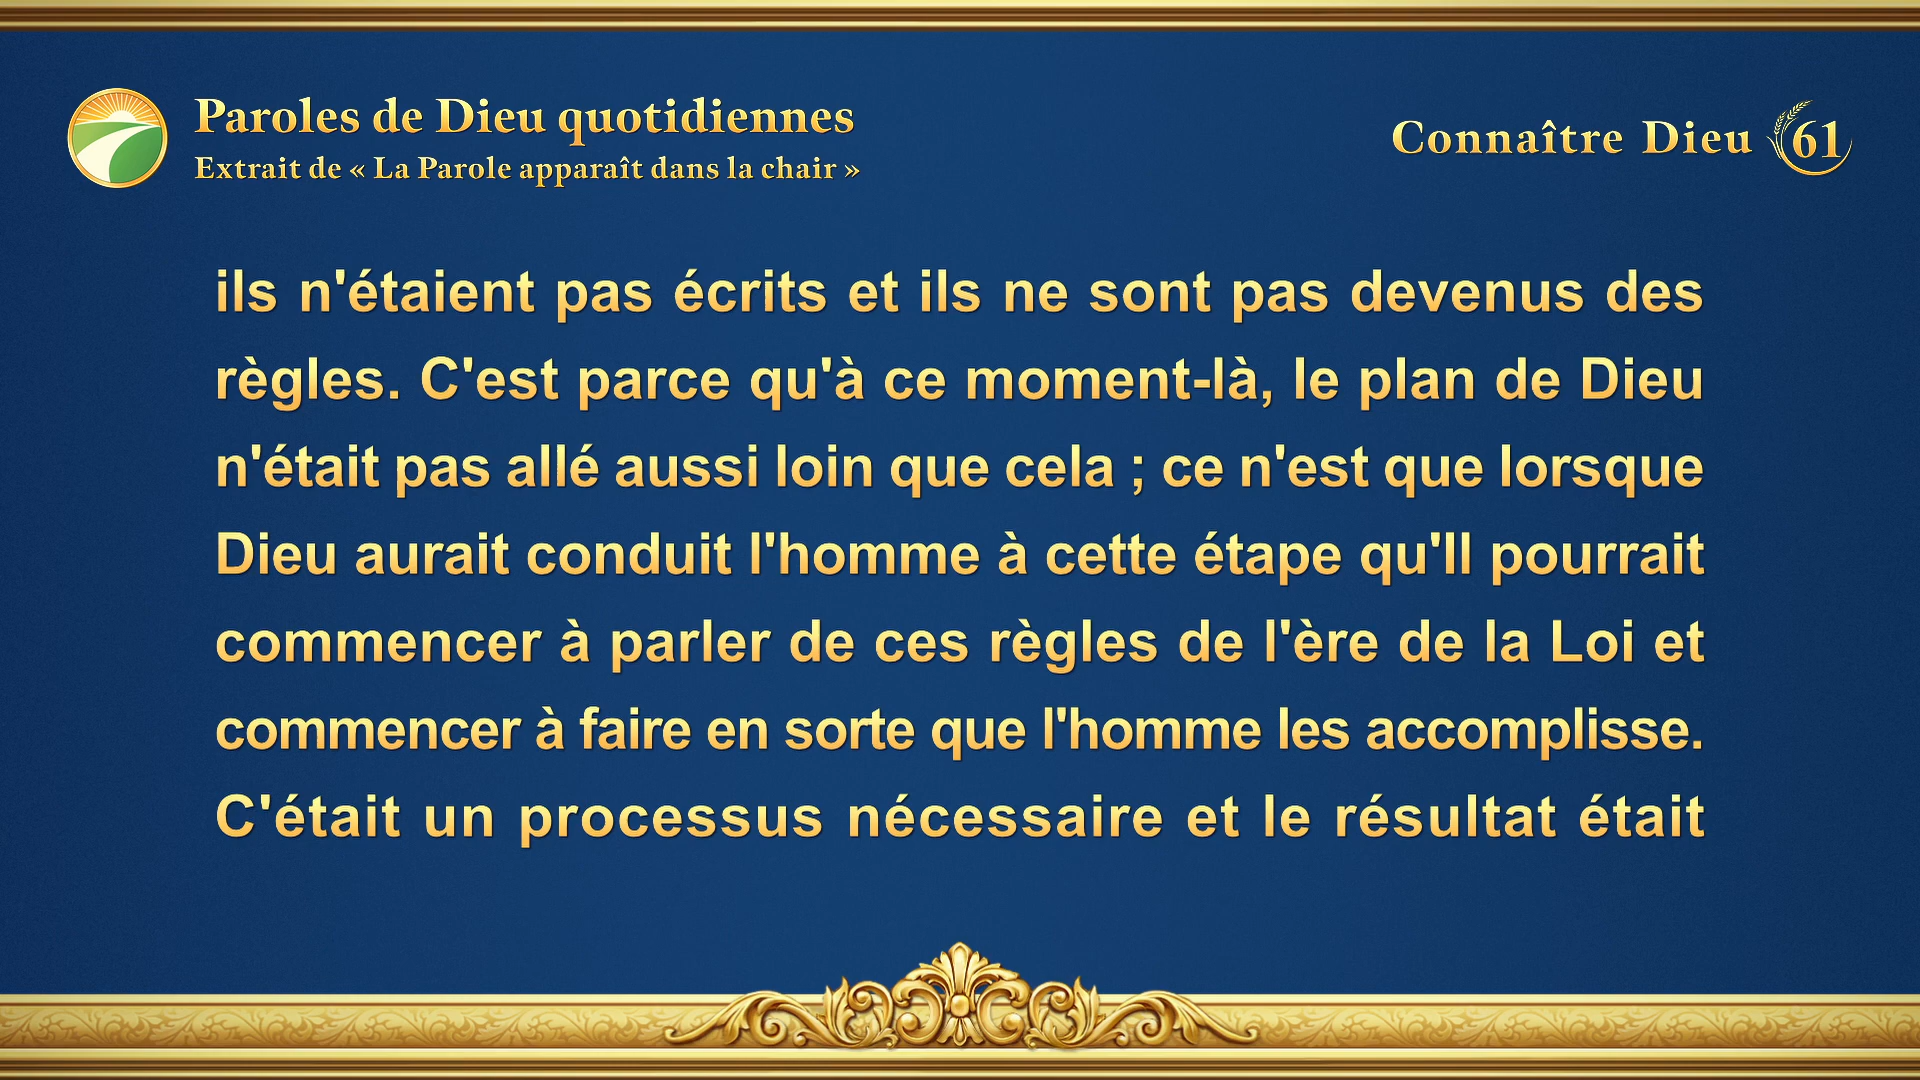 Paroles de Dieu quotidiennes
Extrait de « La Parole apparaît dans la chair »
Connaître Dieu 61
ils n'étaient pas écrits et ils ne sont pas devenus des
règles. C'est parce qu'à ce moment-là, le plan de Dieu
n'était pas allé aussi loin que cela ; ce n'est que lorsque
Dieu aurait conduit l'homme à cette étape qu'Il pourrait
commencer à parler de ces règles de l'ère de la Loi et
commencer à faire en sorte que l'homme les accomplisse.
C'était un processus nécessaire et le résultat était